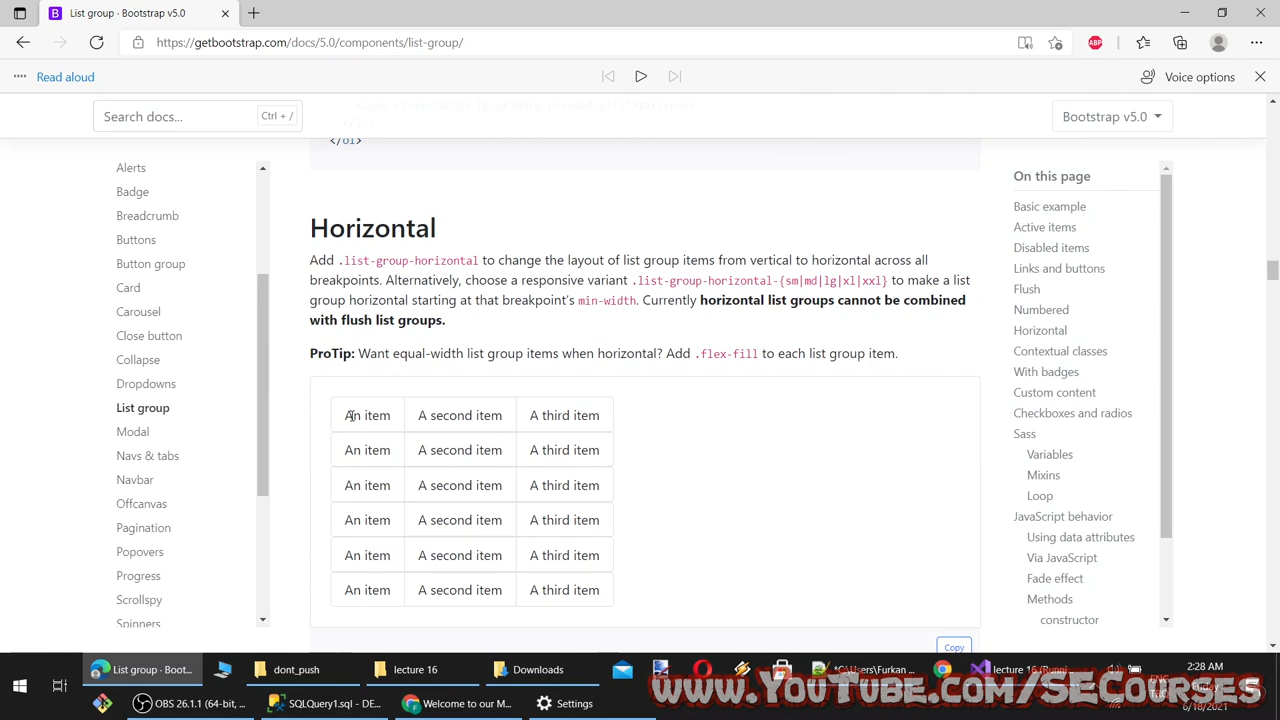 List group · Bootstrap v5.0
https://getbootstrap.com/docs/5.0/components/list-group/
ABP
Read aloud
Voice options
Search docs...
Ctrl + /
Bootstrap v5.0
</ol>
Alerts
Badge
Breadcrumb
Buttons
Button group
Card
Carousel
Close button
Collapse
Dropdowns
List group
Modal
Navs & tabs
Navbar
Offcanvas
Pagination
Popovers
Progress
Scrollspy
Spinners
Horizontal
Add .list-group-horizontal to change the layout of list group items from vertical to horizontal across all
breakpoints. Alternatively, choose a responsive variant .list-group-horizontal-{sm|md|lg|xl|xxl} to make a list
group horizontal starting at that breakpoint's min-width. Currently horizontal list groups cannot be combined
with flush list groups.
ProTip: Want equal-width list group items when horizontal? Add .flex-fill to each list group item.
An item A second item A third item
An item A second item A third item
An item A second item A third item
An item A second item A third item
An item A second item A third item
An item A second item A third item
Copy
On this page
Basic example
Active items
Disabled items
Links and buttons
Flush
Numbered
Horizontal
Contextual classes
With badges
Custom content
Checkboxes and radios
Sass
Variables
Mixins
Loop
JavaScript behavior
Using data attributes
Via JavaScript
Fade effect
Methods
constructor
List group · Boot...
dont_push
lecture 16
Downloads
*C:\Users\Furkan ...
lecture 16 (Runni...
2:28 AM
6/18/2021
OBS 26.1.1 (64-bit, ...
SQLQuery1.sql - DE...
Welcome to our M...
Settings
www.YouTube.com/SECourses